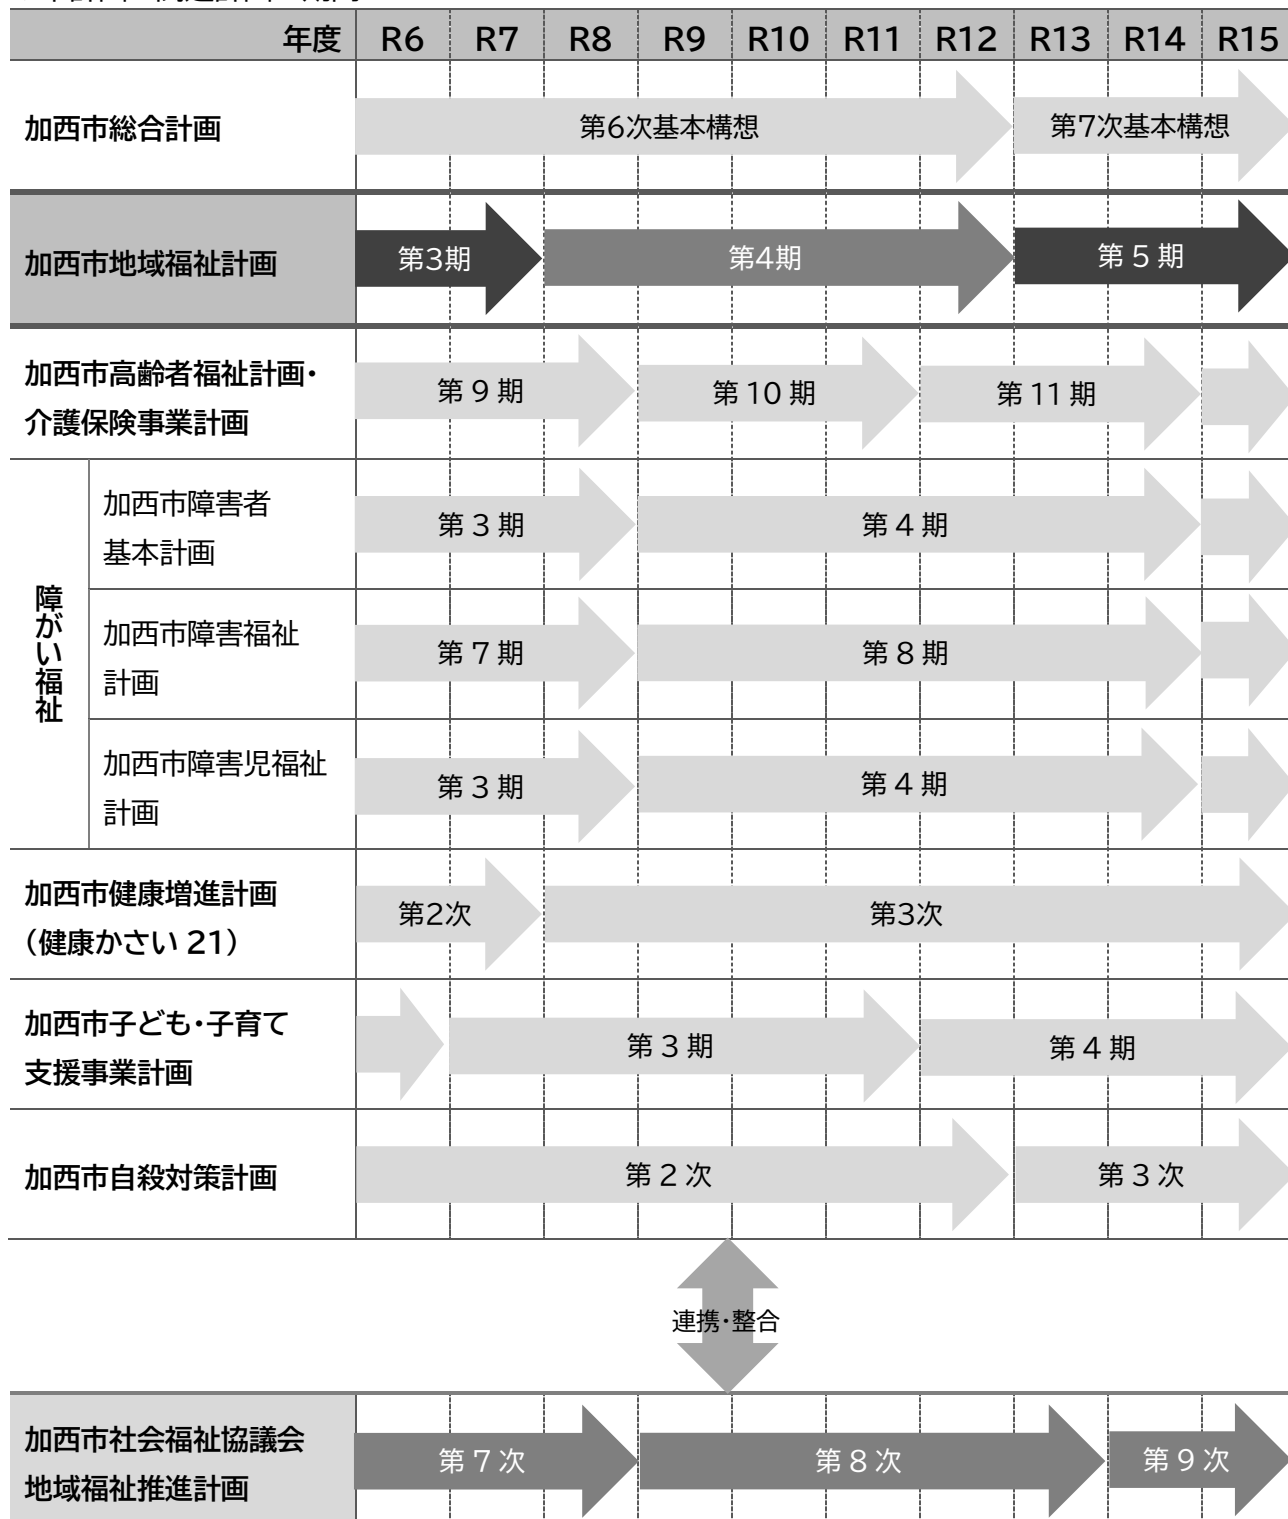 年度 R6 R7 R8 R9 R10 R11 R12 R13 R14 R15
加西市総合計画 第6次基本構想 第7次基本構想
加西市地域福祉計画 第3期 第4期 第5期
加西市高齢者福祉計画・
介護保険事業計画
第9期 第10期 第11期
障がい福祉
加西市障害者
基本計画
第3期 第4期
加西市障害福祉
計画
第7期 第8期
加西市障害児福祉
計画
第3期 第4期
加西市健康増進計画
（健康かさい 21）
第2次 第3次
加西市子ども・子育て
支援事業計画
第3期 第4期
加西市自殺対策計画 第2次 第3次
連携・整合
加西市社会福祉協議会
地域福祉推進計画
第7次 第8次 第9次